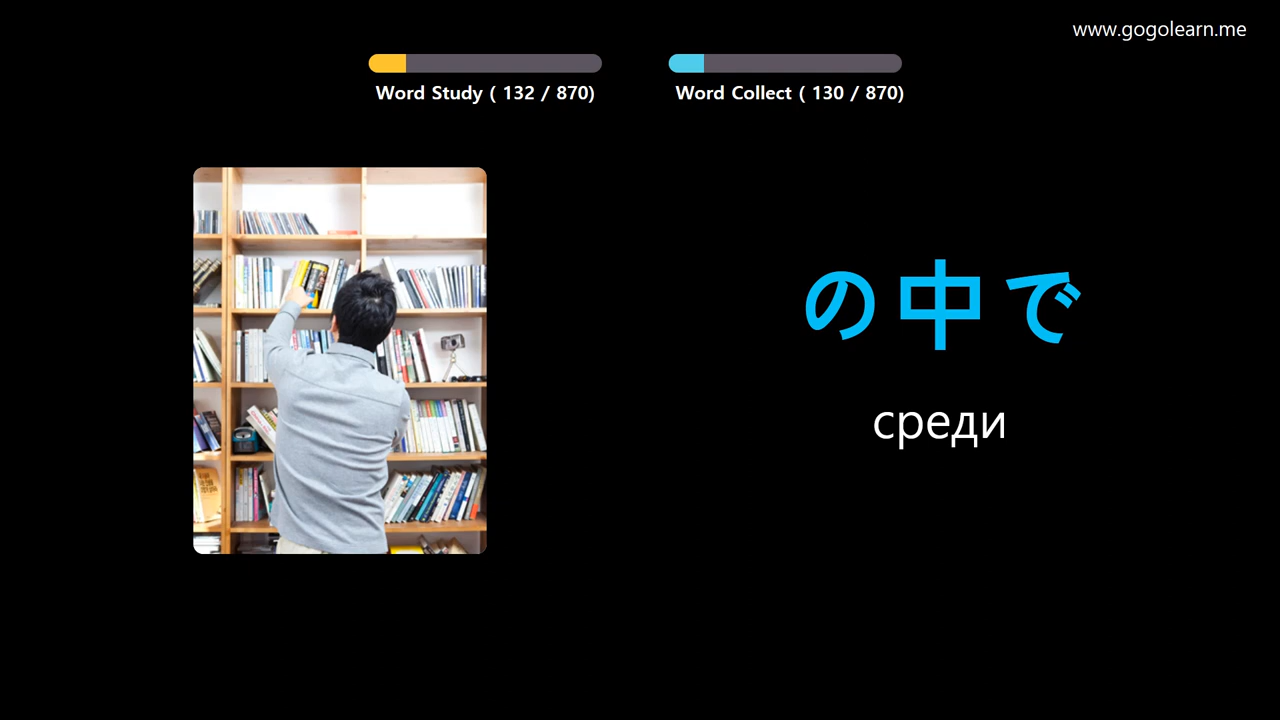 www.gogolearn.me
Word Study ( 132 / 870)
Word Collect ( 130 / 870)
の中で
среди